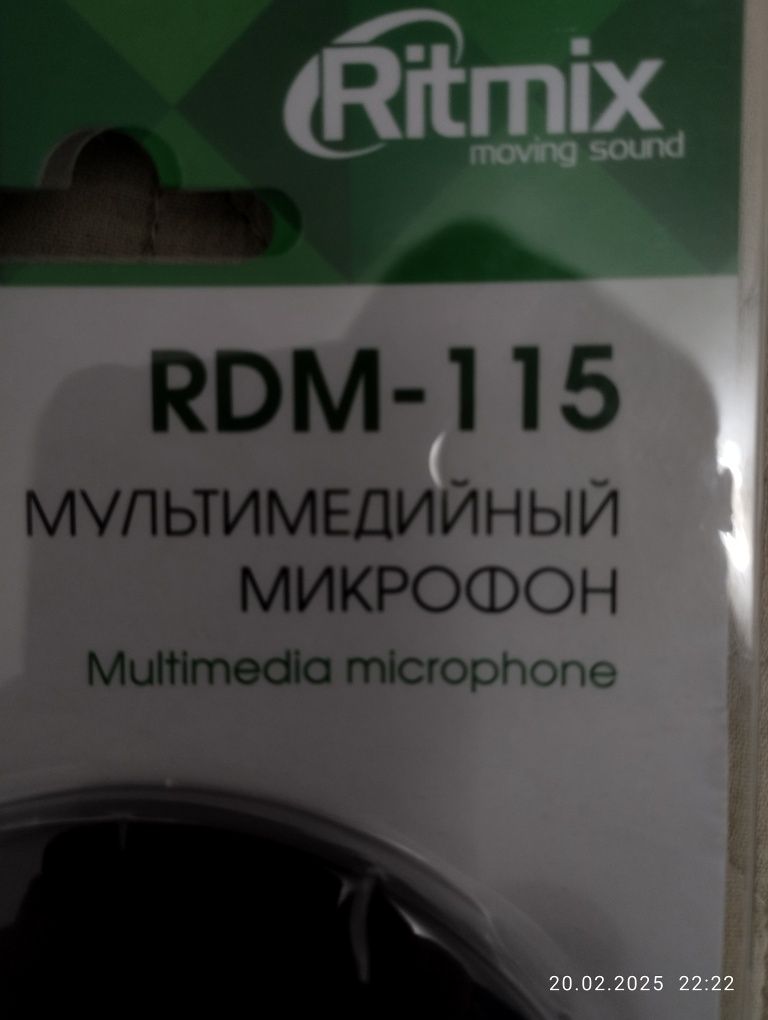 Ritmix
moving sound
RDM-115
МУЛЬТИМЕДИЙНЫЙ
МИКРОФОН
Multimedia microphone
20.02.2025 22:22